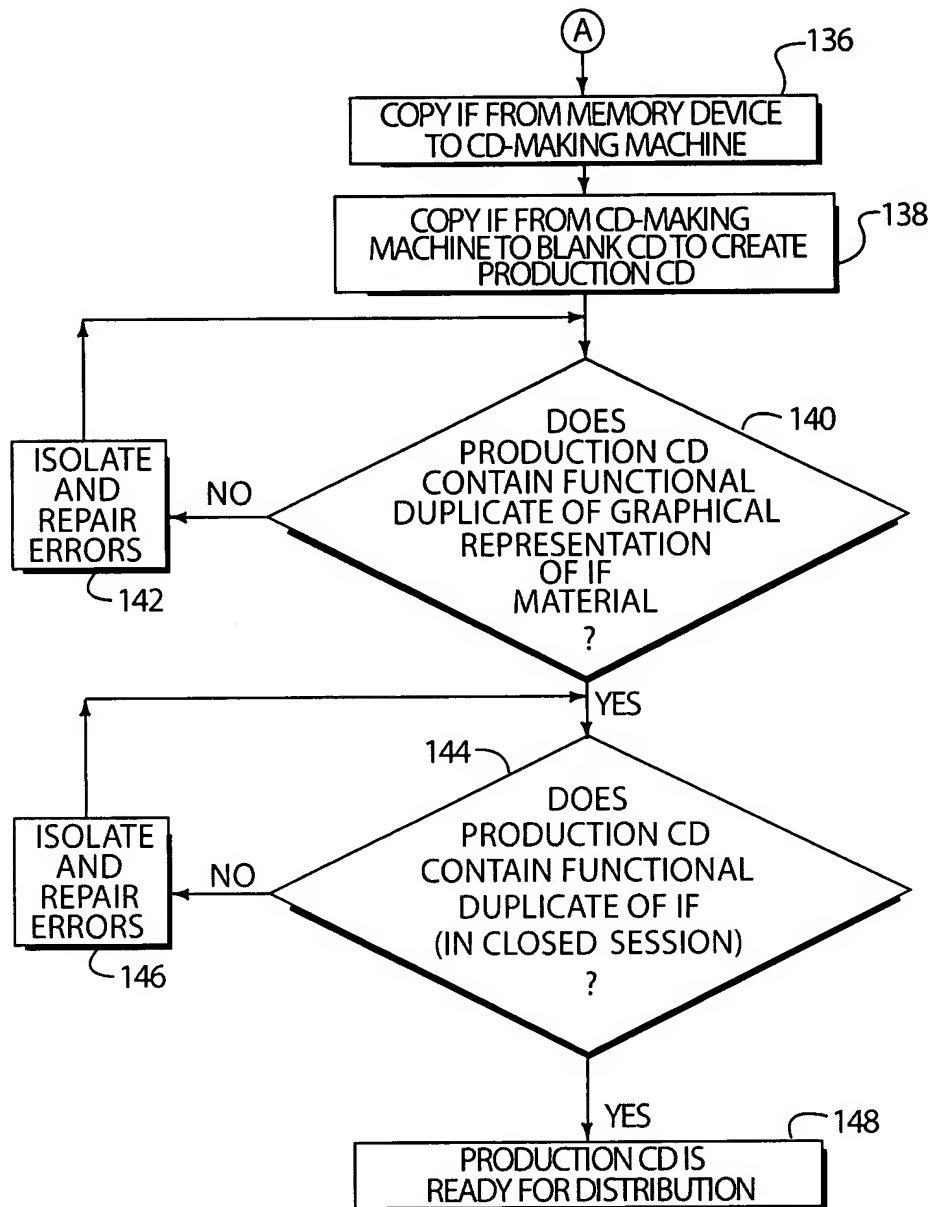 A
136
COPY IF FROM MEMORY DEVICE
TO CD-MAKING MACHINE
COPY IF FROM CD-MAKING
MACHINE TO BLANK CD TO CREATE
PRODUCTION CD
138
DOES
PRODUCTION CD
CONTAIN FUNCTIONAL
DUPLICATE OF GRAPHICAL
REPRESENTATION
OF IF
MATERIAL
?
140
NO
ISOLATE
AND
REPAIR
ERRORS
142
YES
144
DOES
PRODUCTION CD
CONTAIN FUNCTIONAL
DUPLICATE OF IF
(IN CLOSED SESSION)
?
NO
ISOLATE
AND
REPAIR
ERRORS
146
YES
148
PRODUCTION CD IS
READY FOR DISTRIBUTION